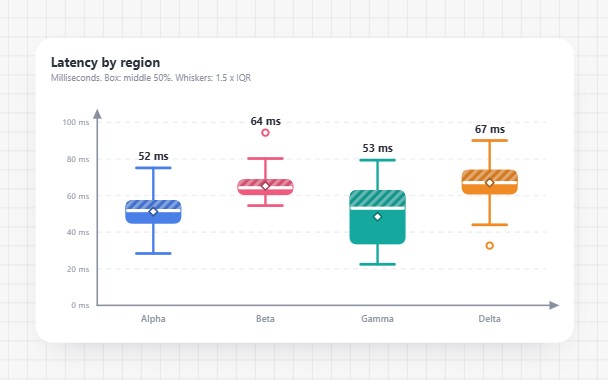 Latency by region
Milliseconds. Box: middle 50%. Whiskers: 1.5 x IQR
100 ms
80 ms
60 ms
40 ms
20 ms
0 ms
52 ms
64 ms
53 ms
67 ms
Alpha
Beta
Gamma
Delta